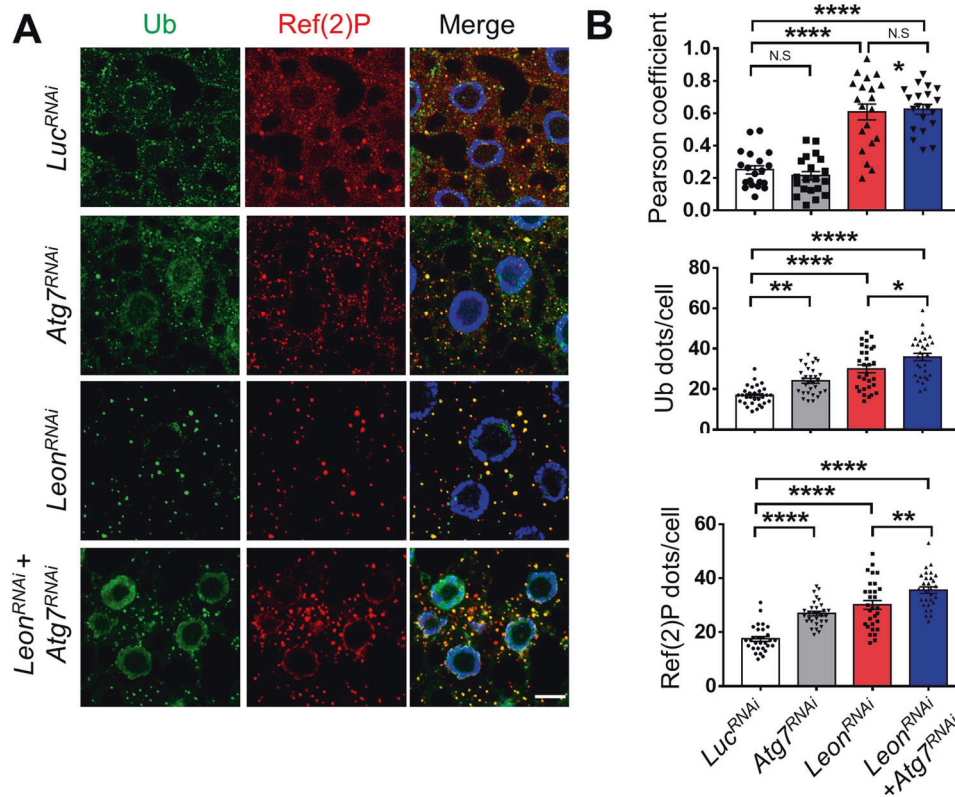 A
Ub
Ref(2)P
Merge
Luc^RNAi
Atg7^RNAi
Leon^RNAi
Leon^RNAi +
Atg7^RNAi
B
****
****
N.S
N.S
*
Pearson coefficient
1.0
0.8
0.6
0.4
0.2
0.0
****
****
**
*
Ub dots/cell
80
60
40
20
0
****
****
****
**
Ref(2)P dots/cell
60
40
20
0
Luc^RNAi
Atg7^RNAi
Leon^RNAi
Leon^RNAi
+Atg7^RNAi